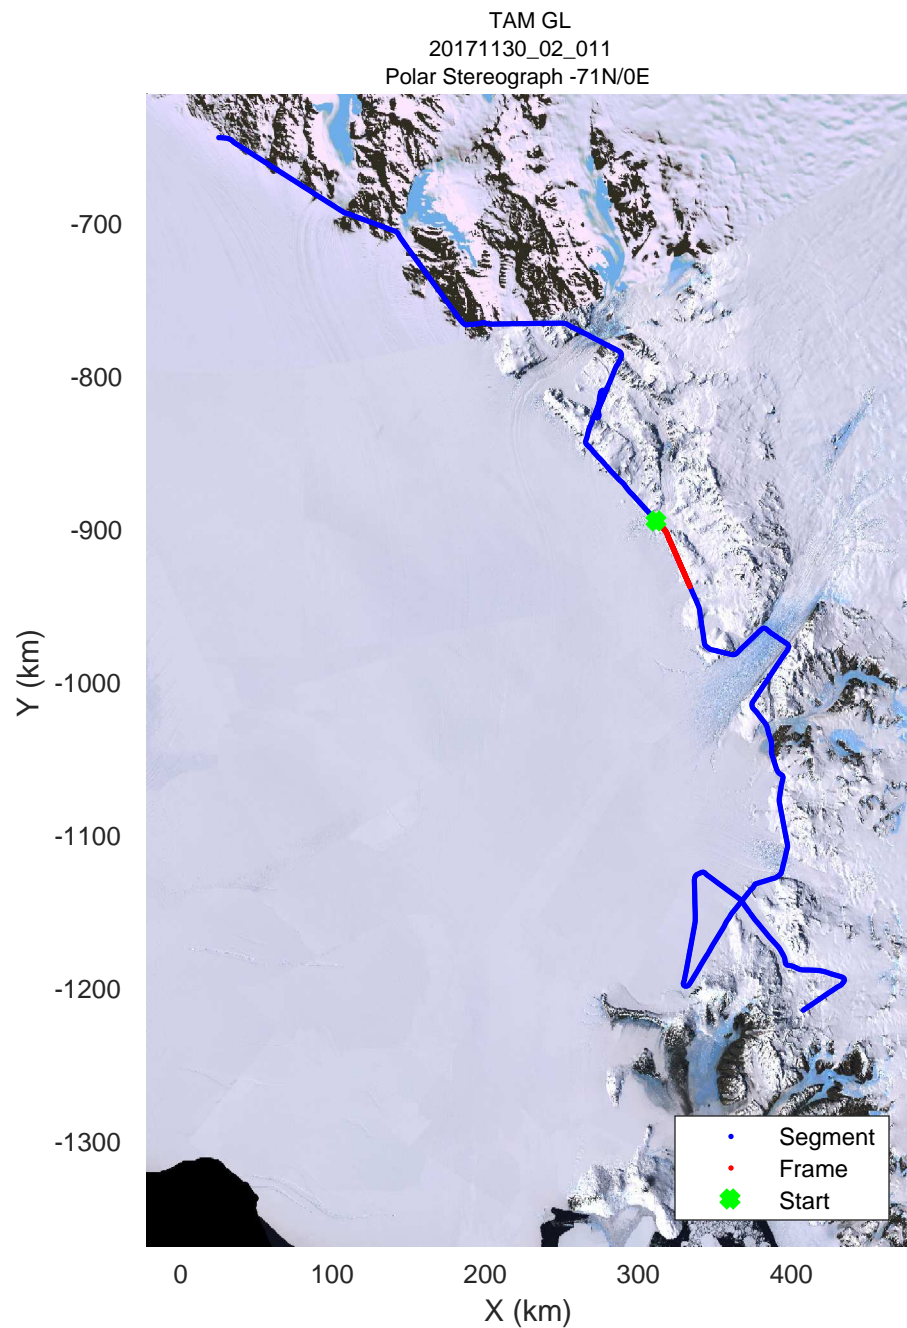 TAM GL
20171130_02_011
Polar Stereograph -71N/0E
-700
-800
-900
-1000
-1100
-1200
-1300
Y (km)
Segment
Frame
Start
0 100 200 300 400
X (km)